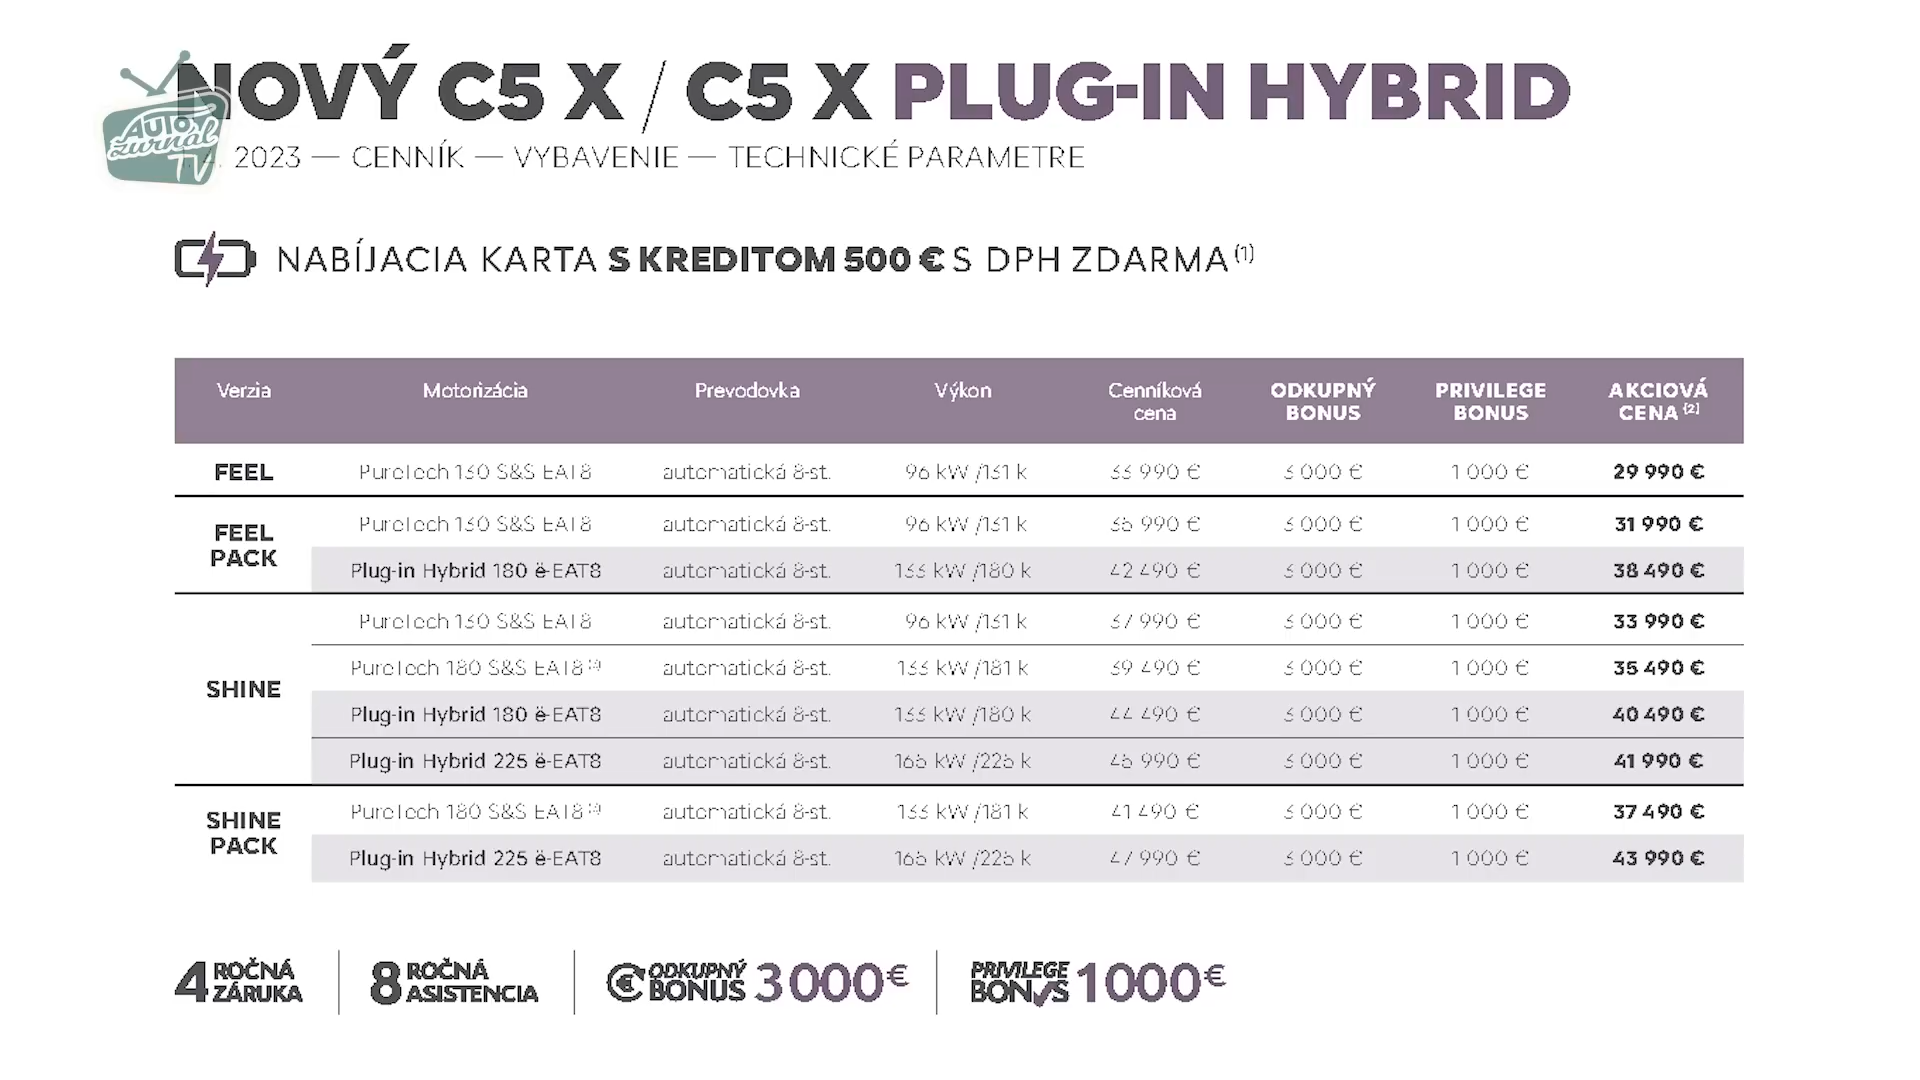 NOVÝ C5 X / C5 X PLUG-IN HYBRID
AUTO
žurnál
TV
2023 — CENNÍK — VYBAVENIE — TECHNICKÉ PARAMETRE
NABÍJACIA KARTA S KREDITOM 500 € S DPH ZDARMA (1)
Verzia Motorizácia Prevodovka Výkon Cenníková cena ODKUPNÝ BONUS PRIVILEGE BONUS AKCIOVÁ CENA (2)
FEEL PureTech 130 S&S EAT8 automatická 8-st. 96 kW /131 k 33 990 € 3 000 € 1 000 € 29 990 €
FEEL PACK PureTech 130 S&S EAT8 automatická 8-st. 96 kW /131 k 35 990 € 3 000 € 1 000 € 31 990 €
Plug-in Hybrid 180 ë-EAT8 automatická 8-st. 133 kW /180 k 42 490 € 3 000 € 1 000 € 38 490 €
SHINE PureTech 130 S&S EAT8 automatická 8-st. 96 kW /131 k 37 990 € 3 000 € 1 000 € 33 990 €
PureTech 180 S&S EAT8 automatická 8-st. 133 kW /181 k 39 490 € 3 000 € 1 000 € 35 490 €
Plug-in Hybrid 180 ë-EAT8 automatická 8-st. 133 kW /180 k 44 490 € 3 000 € 1 000 € 40 490 €
Plug-in Hybrid 225 ë-EAT8 automatická 8-st. 165 kW /225 k 45 990 € 3 000 € 1 000 € 41 990 €
SHINE PACK PureTech 180 S&S EAT8 automatická 8-st. 133 kW /181 k 41 490 € 3 000 € 1 000 € 37 490 €
Plug-in Hybrid 225 ë-EAT8 automatická 8-st. 165 kW /225 k 47 990 € 3 000 € 1 000 € 43 990 €
4 ROČNÁ ZÁRUKA 8 ROČNÁ ASISTENCIA ODKUPNÝ BONUS 3 000 € PRIVILEGE BONUS 1 000 €